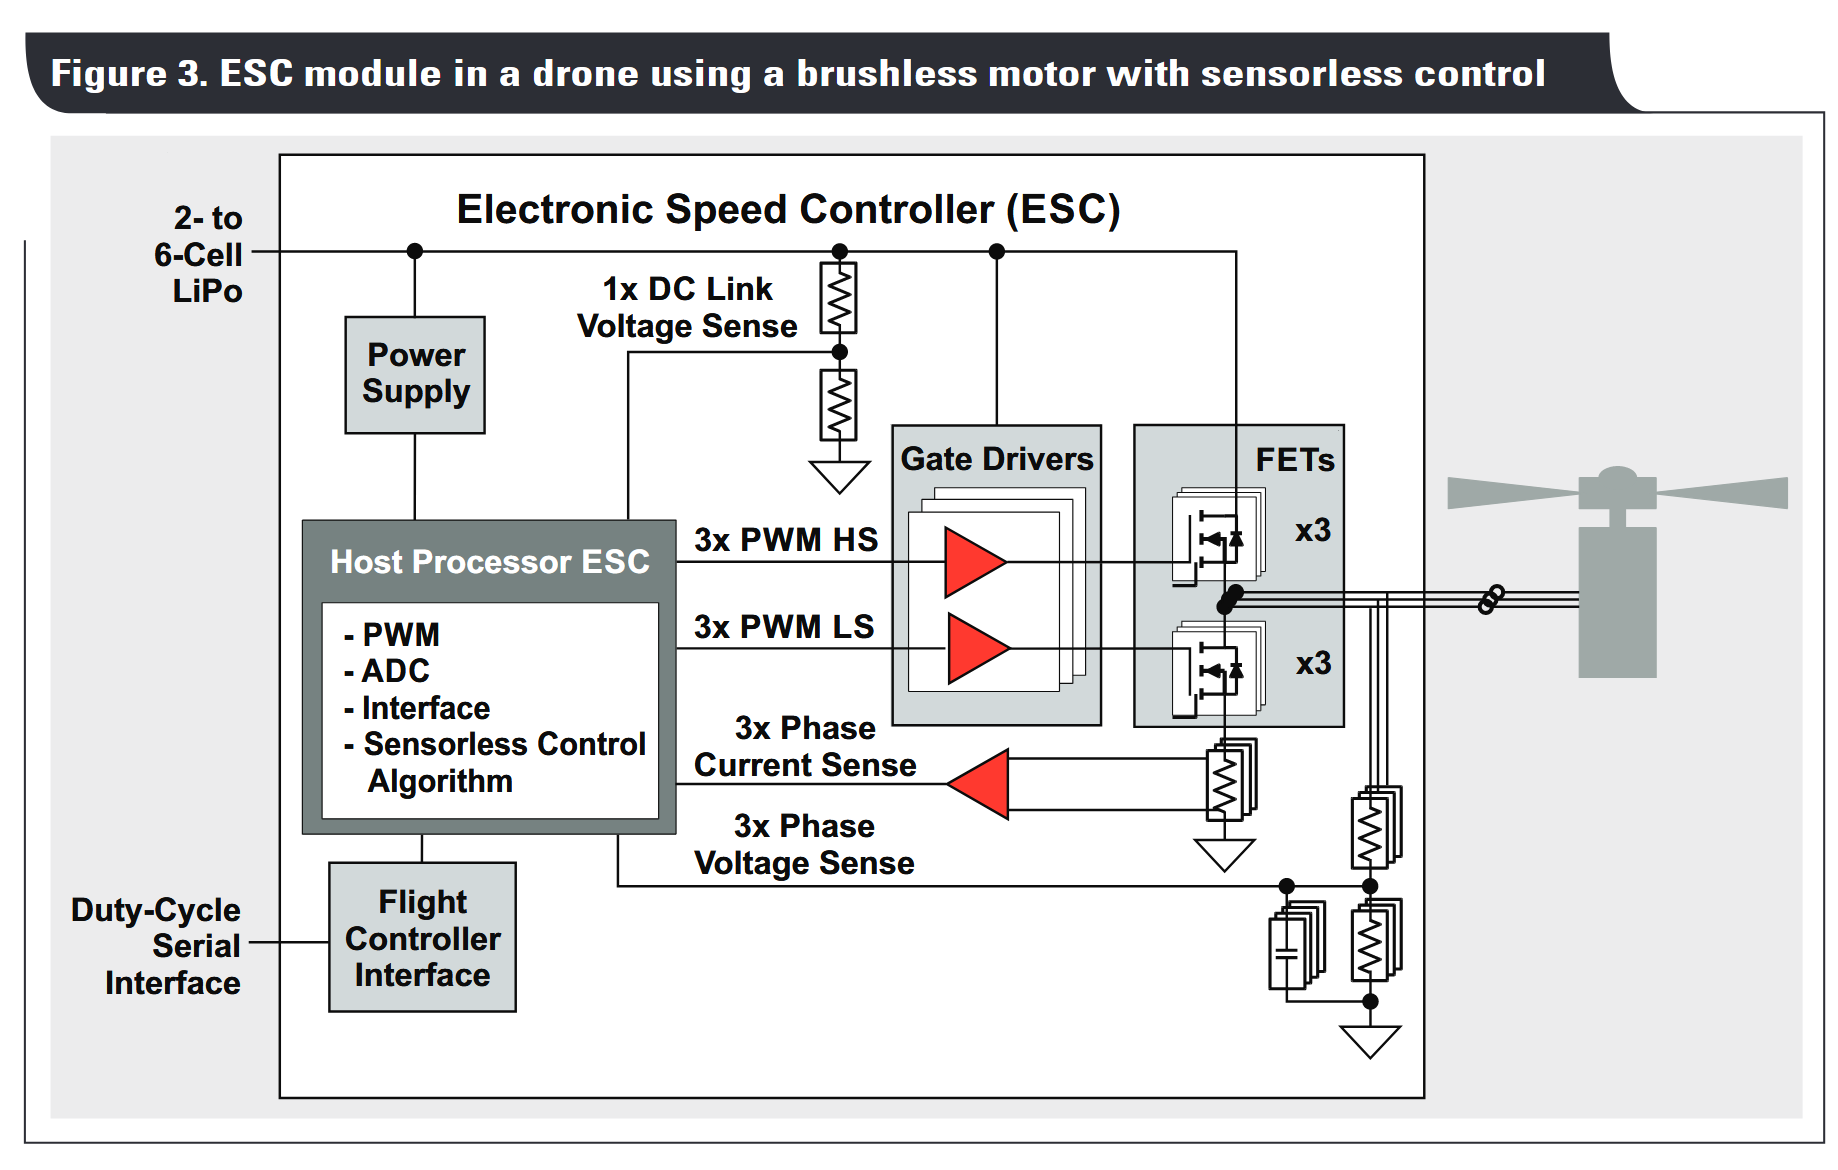 Figure 3. ESC module in a drone using a brushless motor with sensorless control
Electronic Speed Controller (ESC)
2- to
6-Cell
LiPo
1x DC Link
Voltage Sense
Power
Supply
Gate Drivers
FETs
x3
x3
Host Processor ESC
- PWM
- ADC
- Interface
- Sensorless Control
Algorithm
3x PWM HS
3x PWM LS
3x Phase
Current Sense
3x Phase
Voltage Sense
Flight
Controller
Interface
Duty-Cycle
Serial
Interface